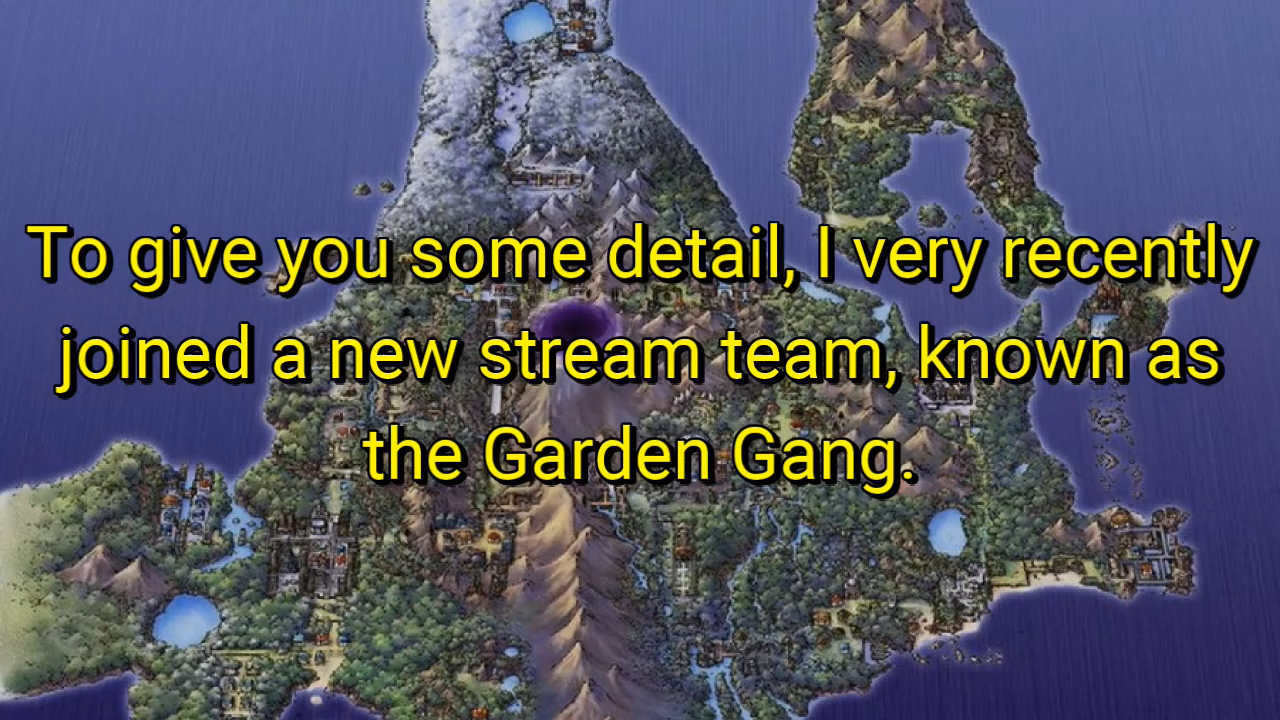 To give you some detail, I very recently
joined a new stream team, known as
the Garden Gang.